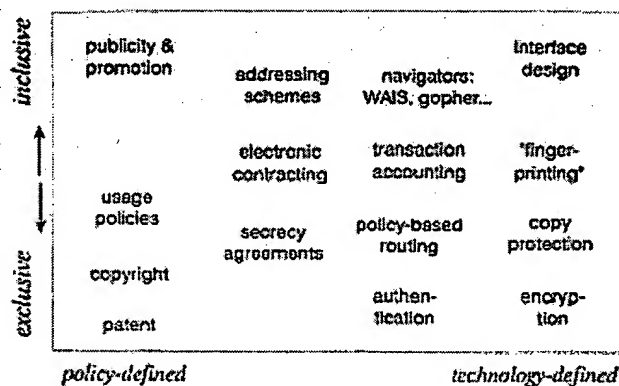 inclusive
exclusive
publicity &
promotion
addressing
schemes
navigators:
WAIS, gopher...
interface
design
electronic
contracting
transaction
accounting
"finger-
printing"
usage
policies
secrecy
agreements
policy-based
routing
copy
protection
copyright
patent
authen-
tication
encryp-
tion
policy-defined
technology-defined